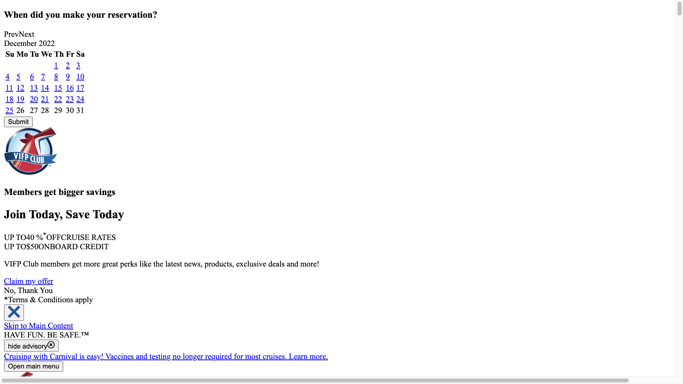 When did you make your reservation?
PrevNext
December 2022
Su Mo Tu We Th Fr Sa
1 2 3
4 5 6 7 8 9 10
11 12 13 14 15 16 17
18 19 20 21 22 23 24
25 26 27 28 29 30 31
Submit
VIFP CLUB
Members get bigger savings
Join Today, Save Today
UP TO40 %*OFFCRUISE RATES
UP TO$50ONBOARD CREDIT
VIFP Club members get more great perks like the latest news, products, exclusive deals and more!
Claim my offer
No, Thank You
*Terms & Conditions apply
Skip to Main Content
HAVE FUN. BE SAFE.™
hide advisory
Cruising with Carnival is easy! Vaccines and testing no longer required for most cruises. Learn more.
Open main menu